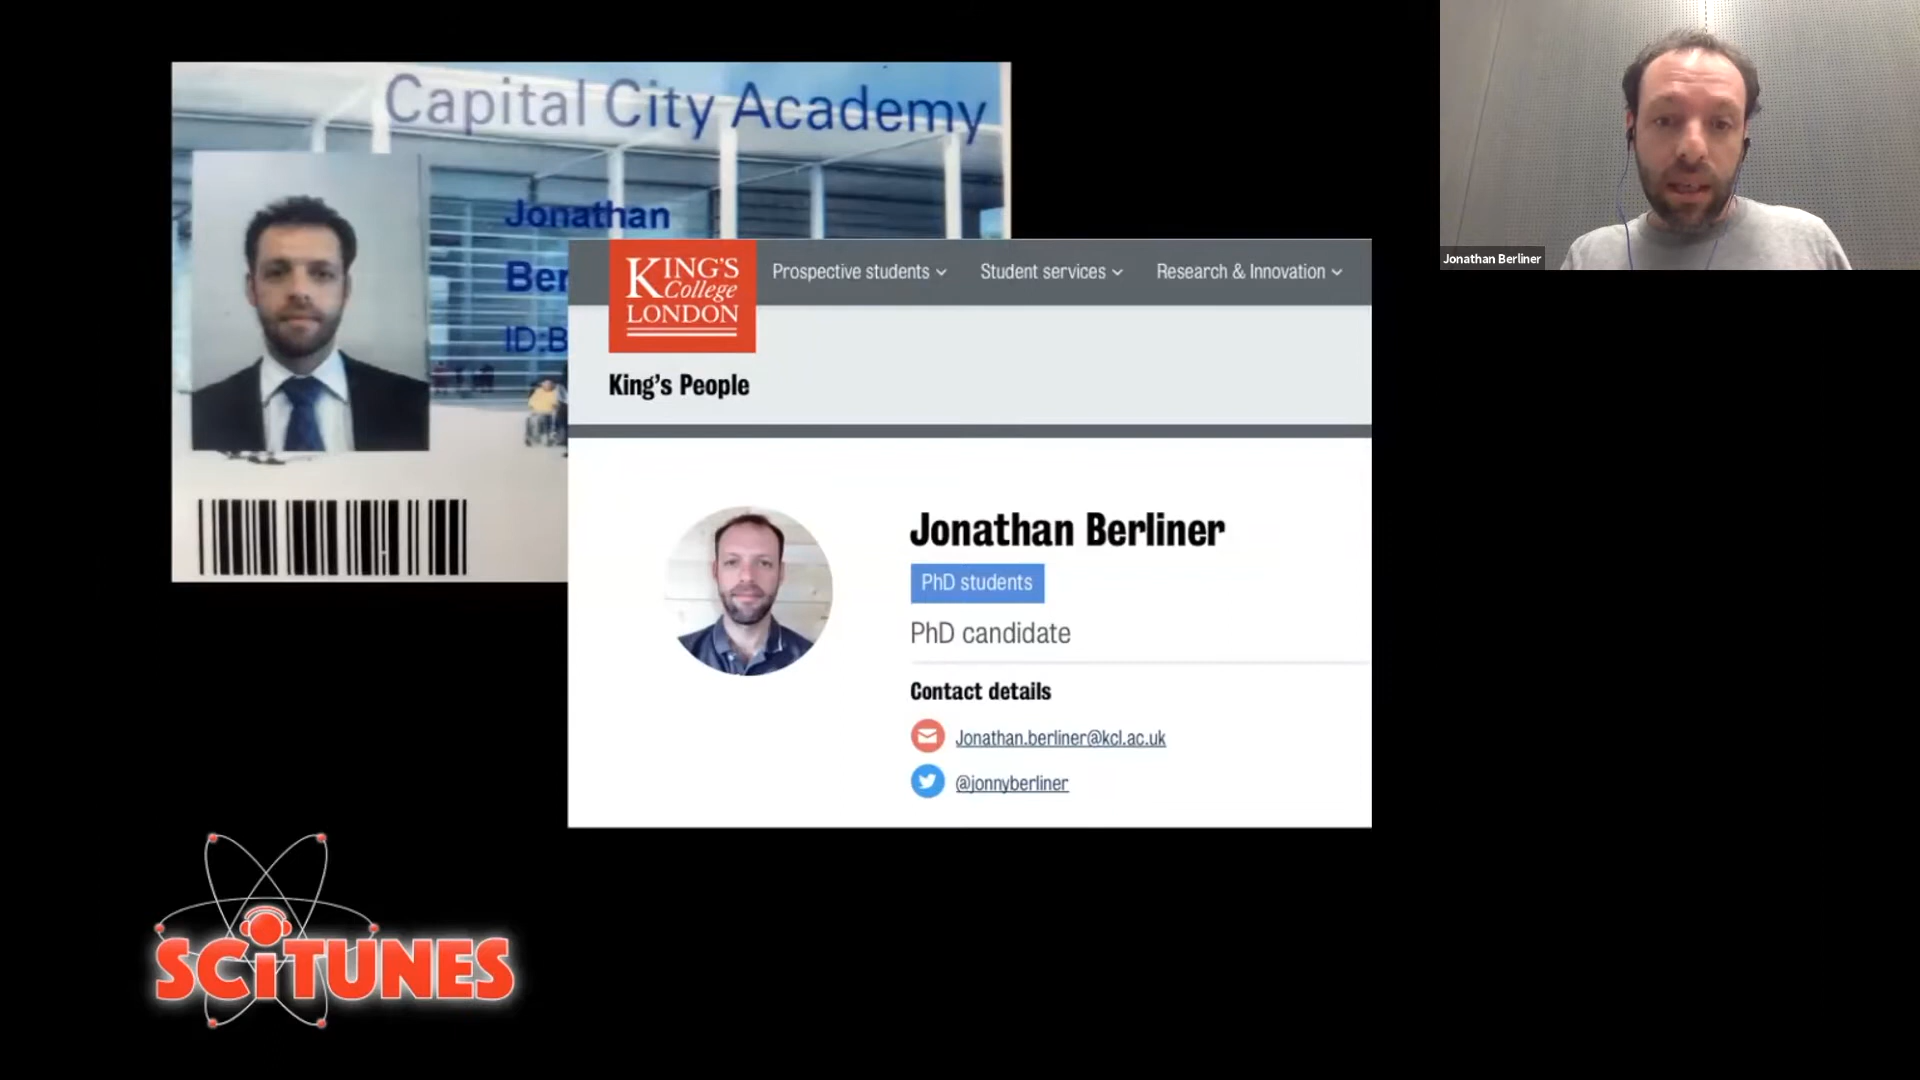 Capital City Academy
Jonathan
Ber
ID:B
KING'S
College
LONDON
Prospective students
Student services
Research & Innovation
King's People
Jonathan Berliner
PhD students
PhD candidate
Contact details
Jonathan.berliner@kcl.ac.uk
@jonnyberliner
SCiTUNES
Jonathan Berliner